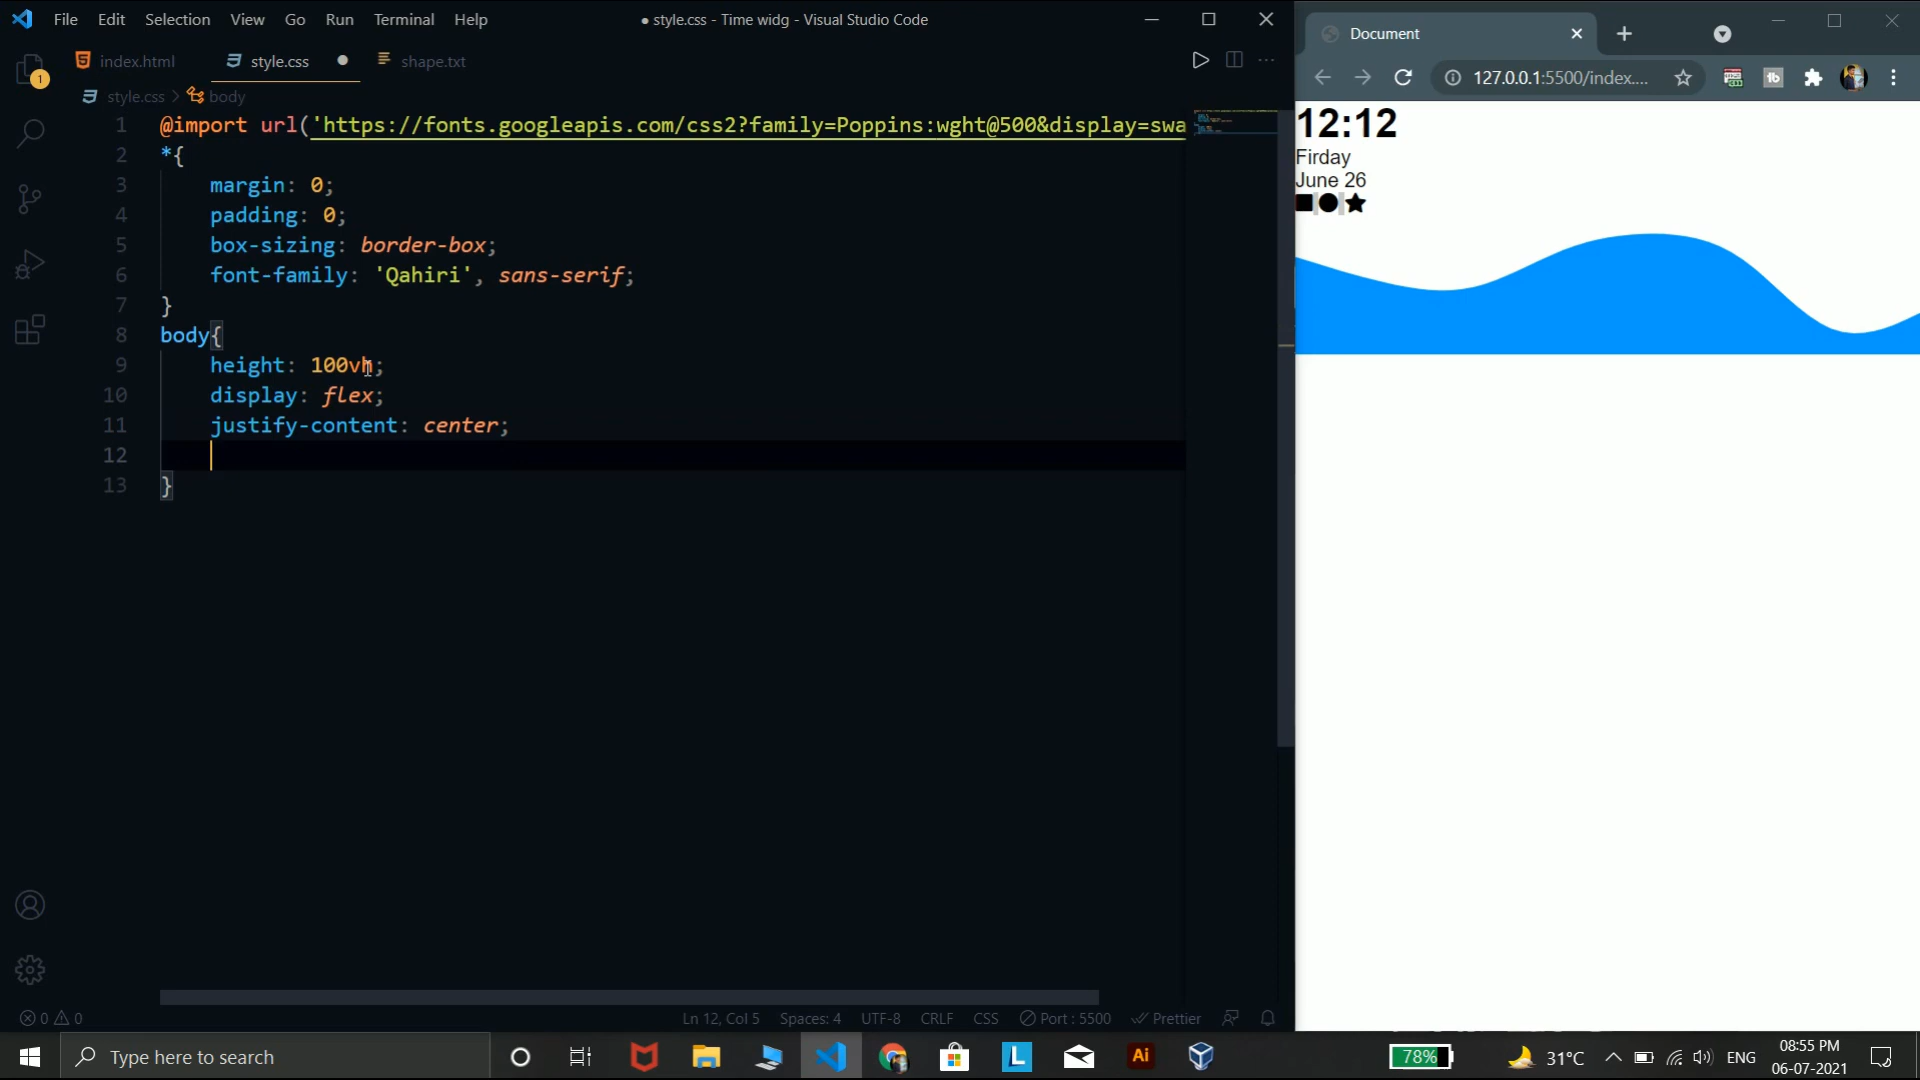 File Edit Selection View Go Run Terminal Help
● style.css - Time widg - Visual Studio Code
index.html style.css ● shape.txt
style.css > body
1 @import url('https://fonts.googleapis.com/css2?family=Poppins:wght@500&display=swa
2 *{
3 margin: 0;
4 padding: 0;
5 box-sizing: border-box;
6 font-family: 'Qahiri', sans-serif;
7 }
8 body{
9 height: 100vh;
10 display: flex;
11 justify-content: center;
12
13 }
1
0 0 Ln 12, Col 5 Spaces: 4 UTF-8 CRLF CSS Port : 5500 Prettier
Document
127.0.0.1:5500/index....
12:12
Firday
June 26
Type here to search
Ai
L
tb
78%
31°C
ENG
08:55 PM
06-07-2021